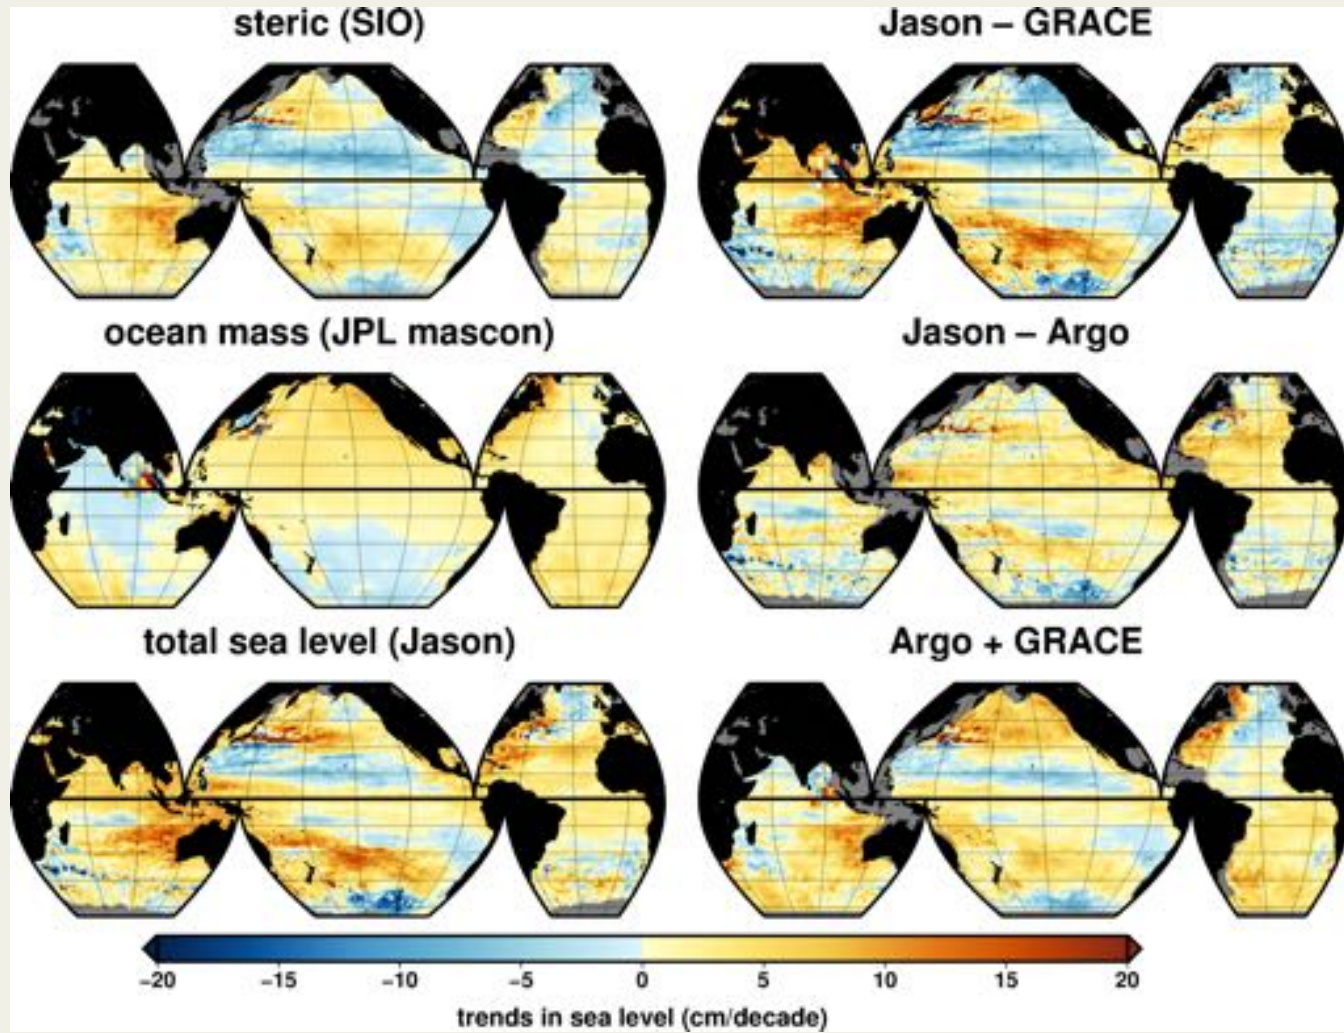 steric (SIO)
Jason – GRACE
ocean mass (JPL mascon)
Jason – Argo
total sea level (Jason)
Argo + GRACE
−20 −15 −10 −5 0 5 10 15 20
trends in sea level (cm/decade)